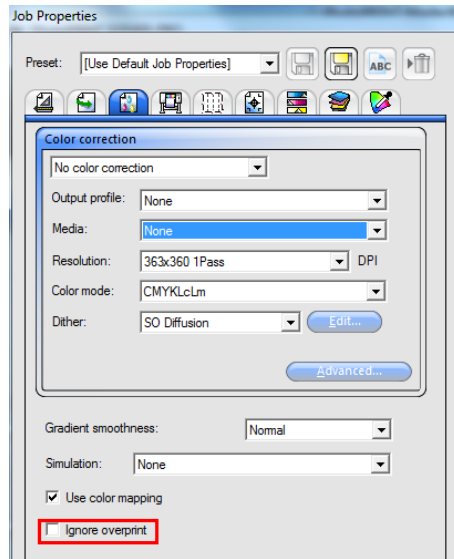 Job Properties
Preset: [Use Default Job Properties] ABC
Color correction
No color correction
Output profile: None
Media: None
Resolution: 363x360 1Pass DPI
Color mode: CMYKLcLm
Dither: SO Diffusion Edit...
Advanced...
Gradient smoothness: Normal
Simulation: None
Use color mapping
Ignore overprint